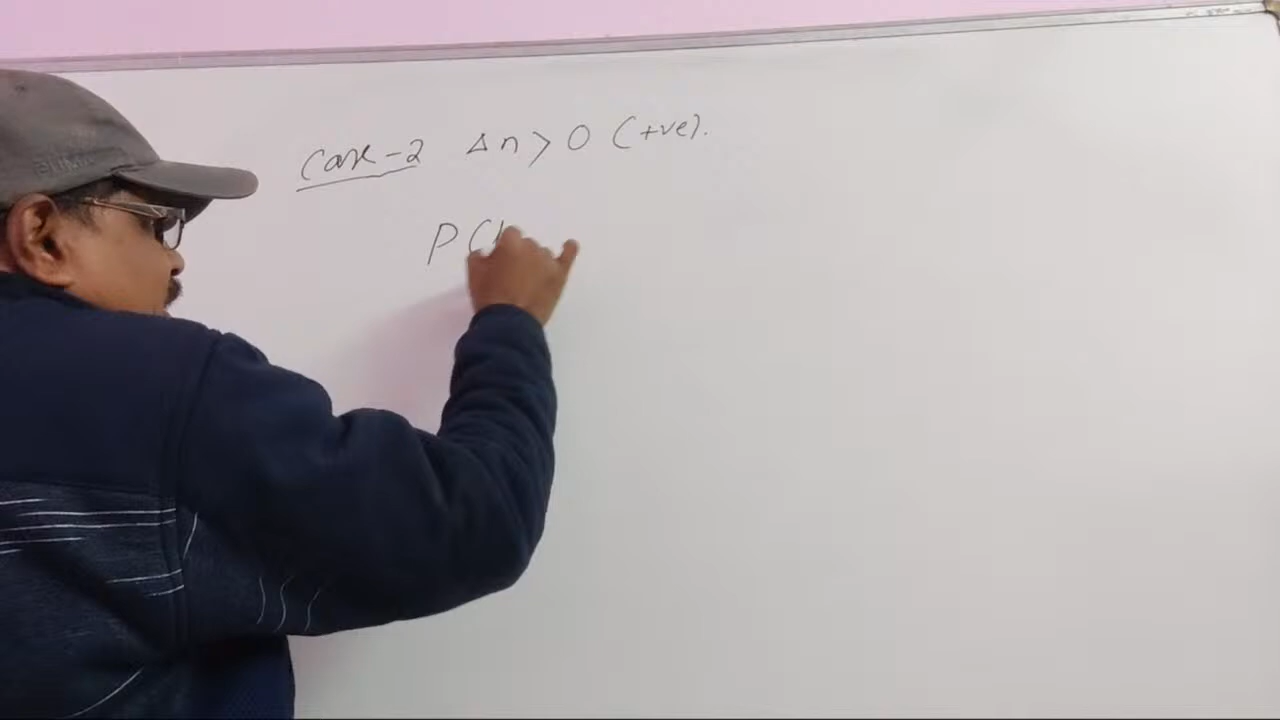 Case-2 Δn > 0 (+ve).
P(